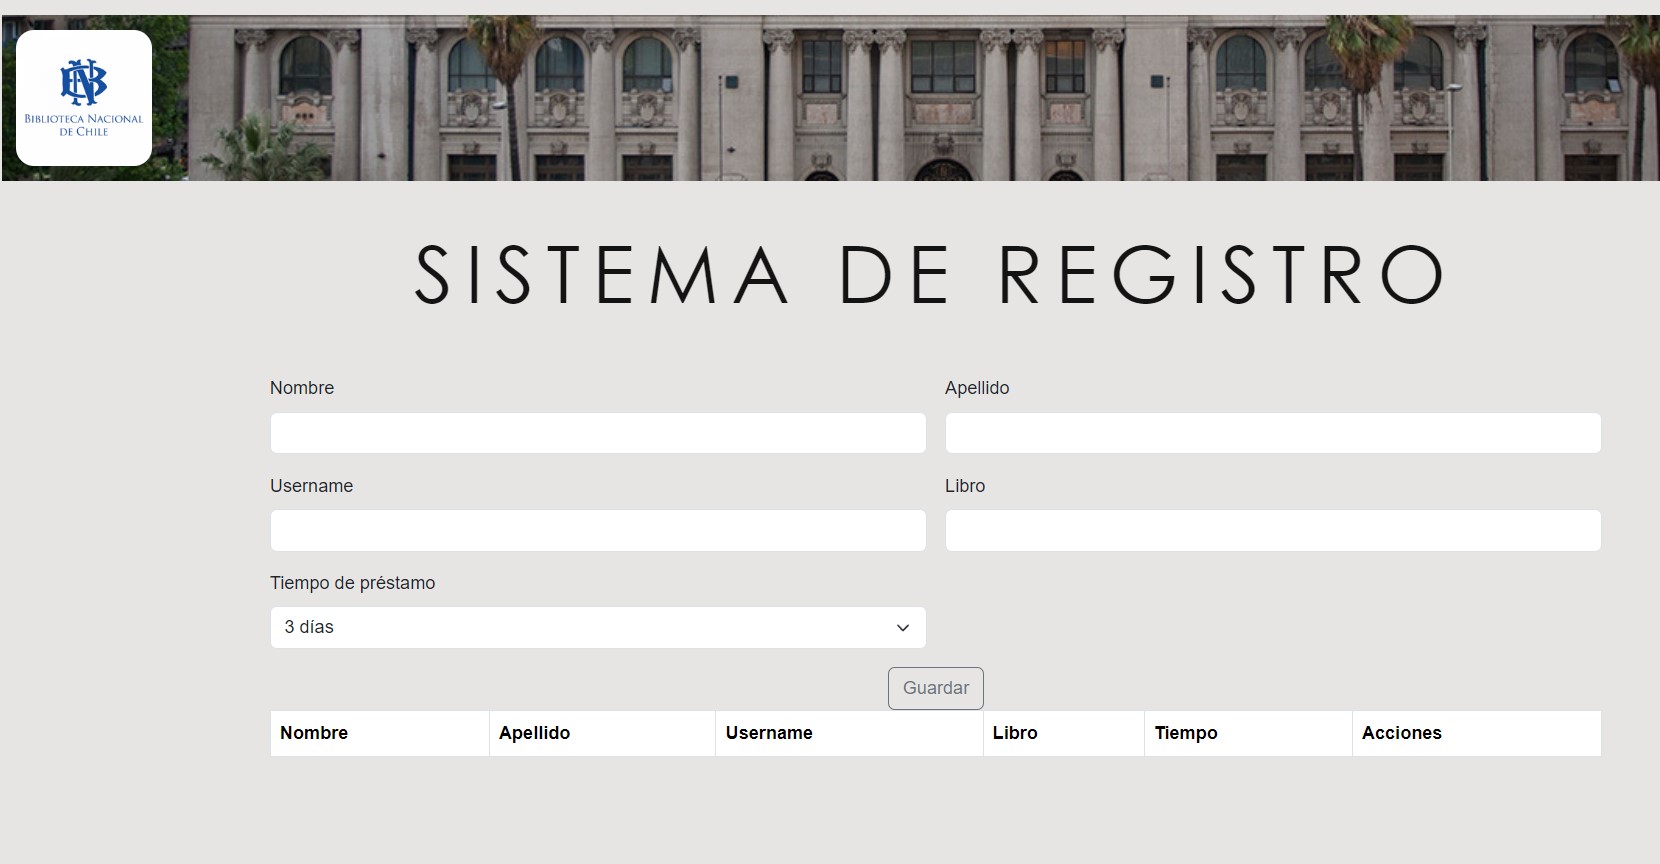 BIBLIOTECA NACIONAL
DE CHILE
SISTEMA DE REGISTRO
Nombre
Apellido
Username
Libro
Tiempo de préstamo
3 días
Guardar
Nombre Apellido Username Libro Tiempo Acciones